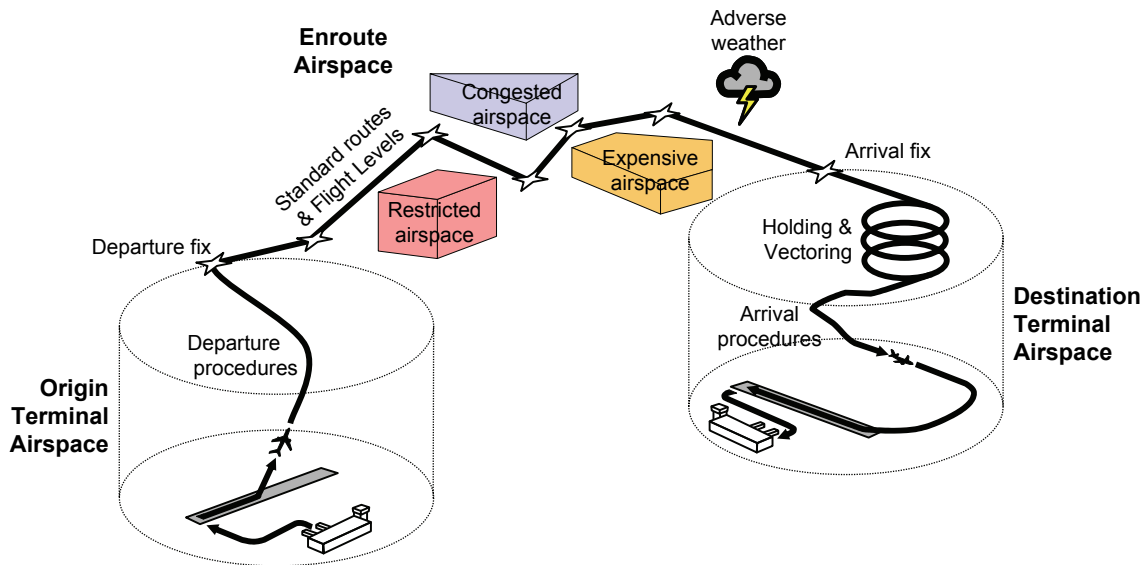 Adverse
weather
Enroute
Airspace
Congested
airspace
Standard routes
& Flight Levels
Expensive
airspace
Arrival fix
Restricted
airspace
Holding &
Vectoring
Departure fix
Destination
Terminal
Airspace
Arrival
procedures
Departure
procedures
Origin
Terminal
Airspace